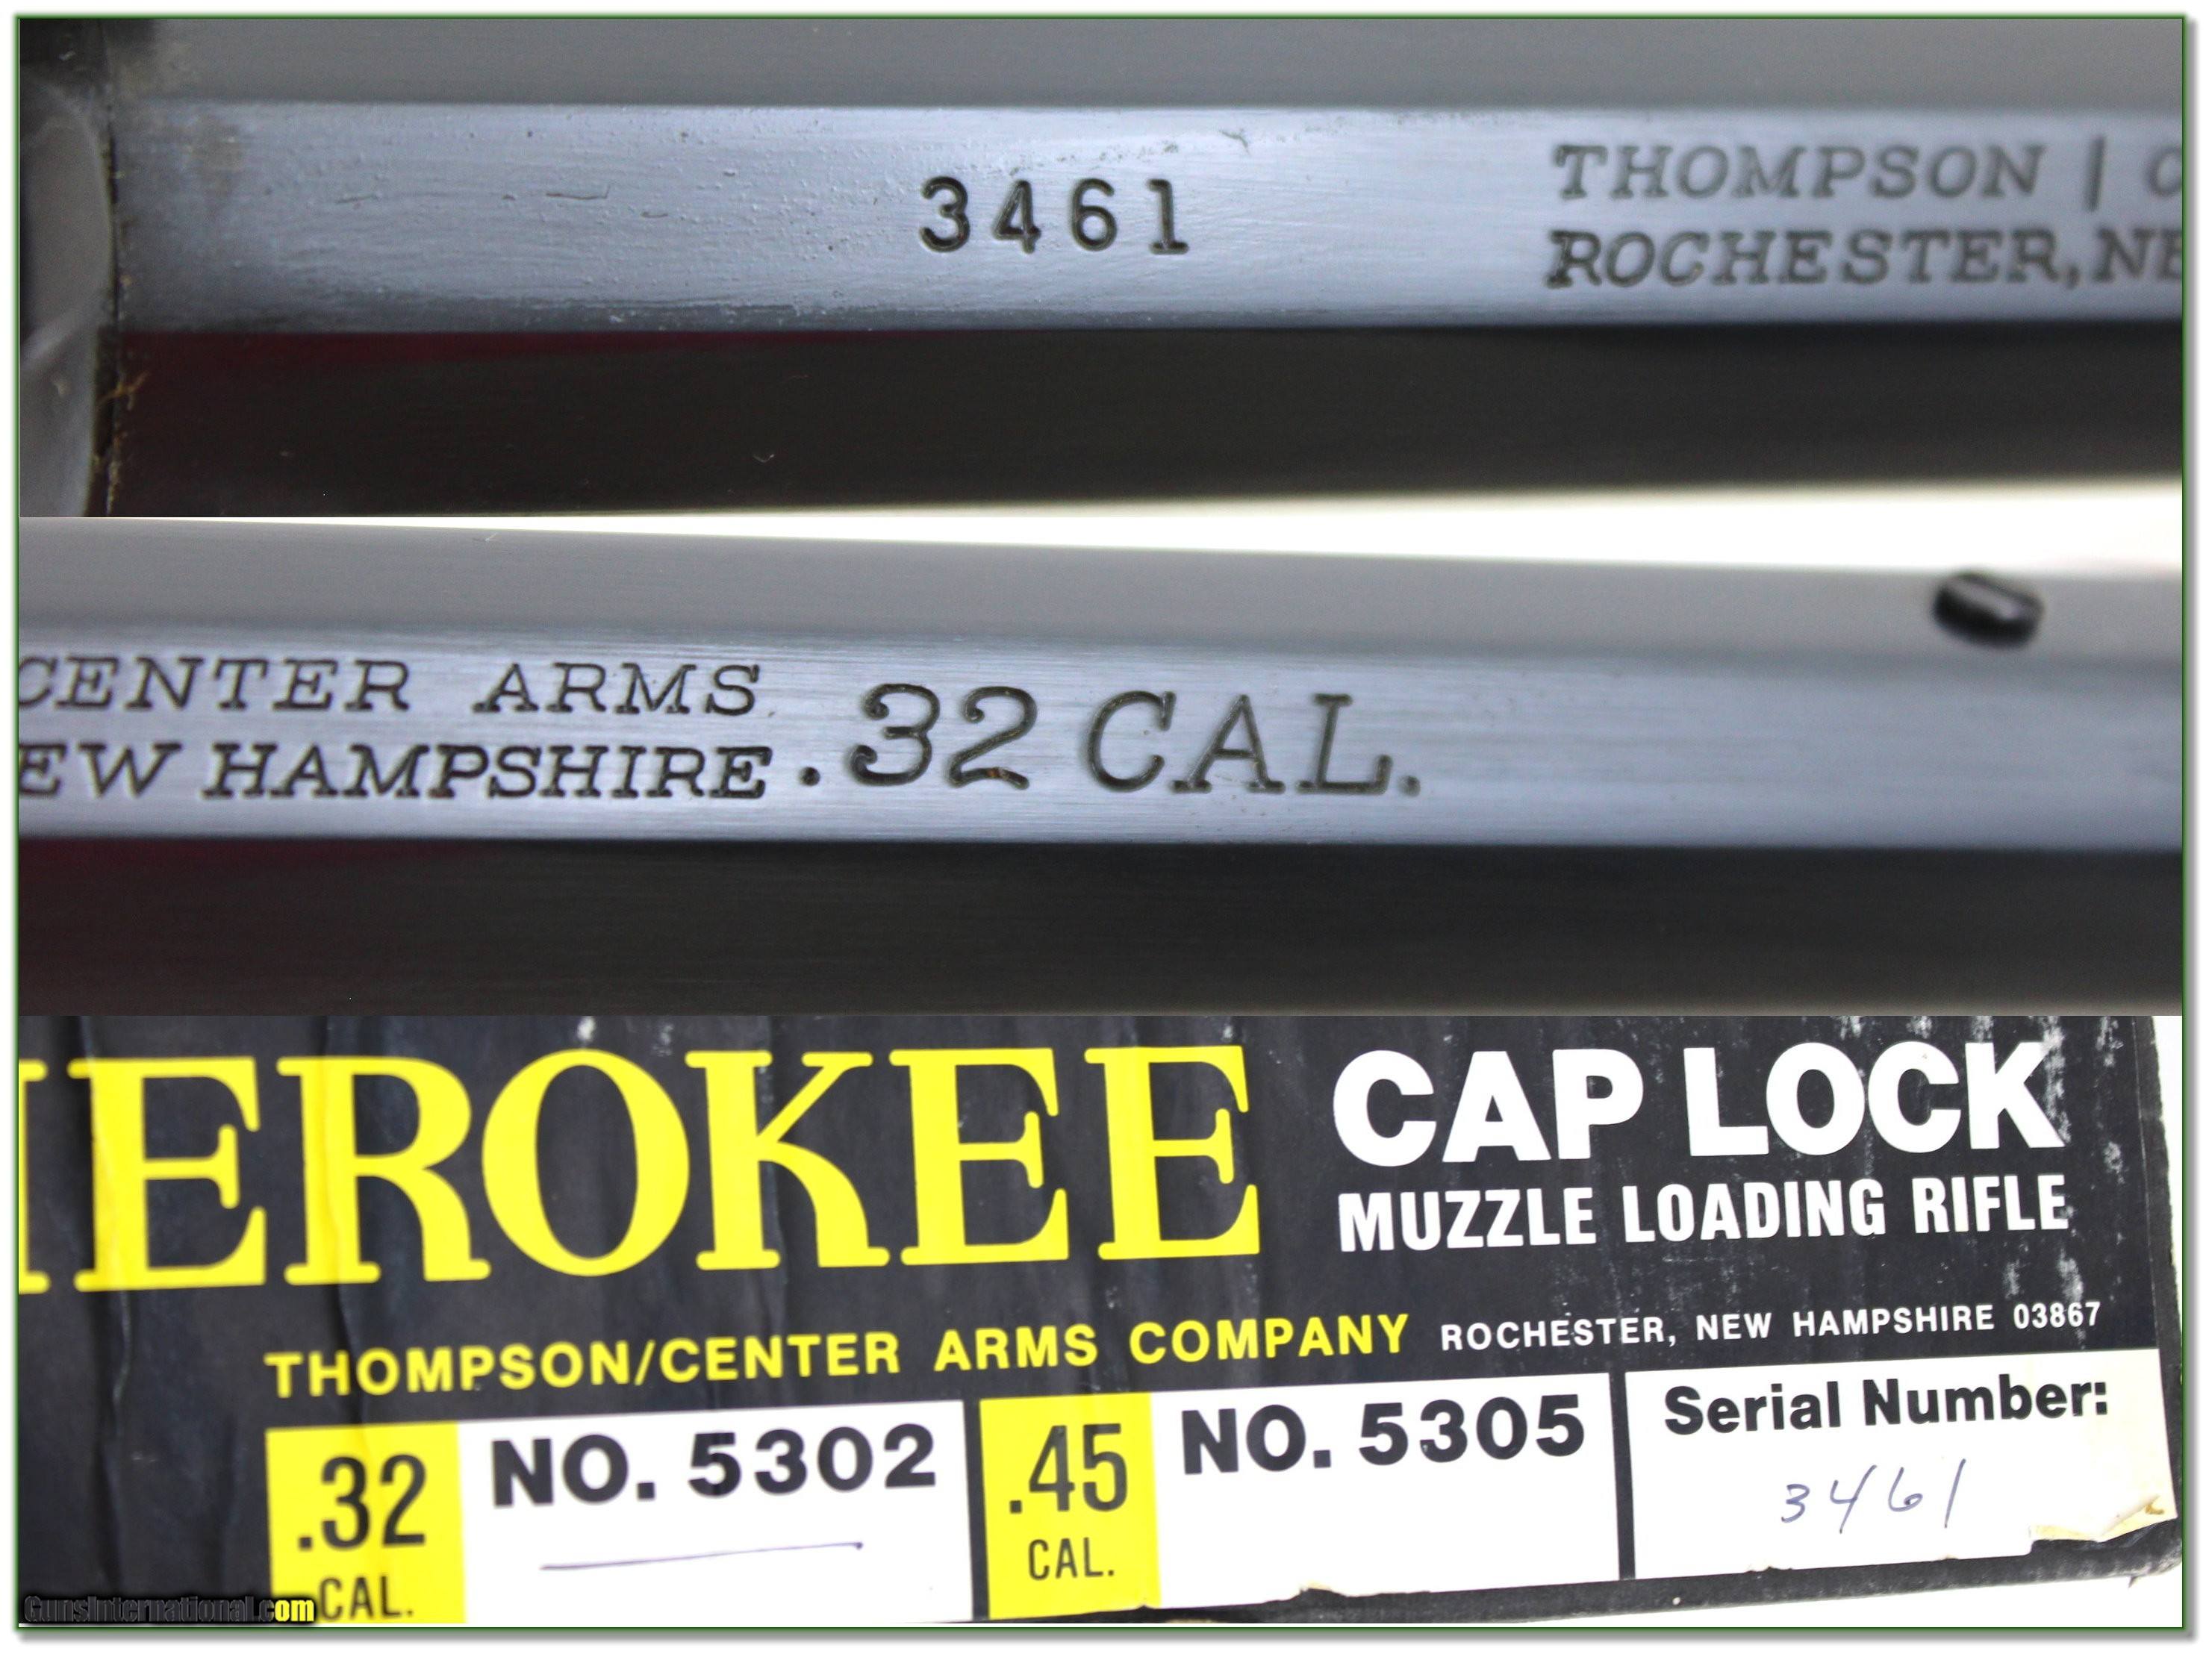 3461
THOMPSON | C
ROCHESTER, NE
CENTER ARMS
EW HAMPSHIRE . 32 CAL.
HEROKEE CAP LOCK
MUZZLE LOADING RIFLE
THOMPSON/CENTER ARMS COMPANY ROCHESTER, NEW HAMPSHIRE 03867
.32 CAL. NO. 5302 .45 CAL. NO. 5305 Serial Number:
3461
GunsInternational.com